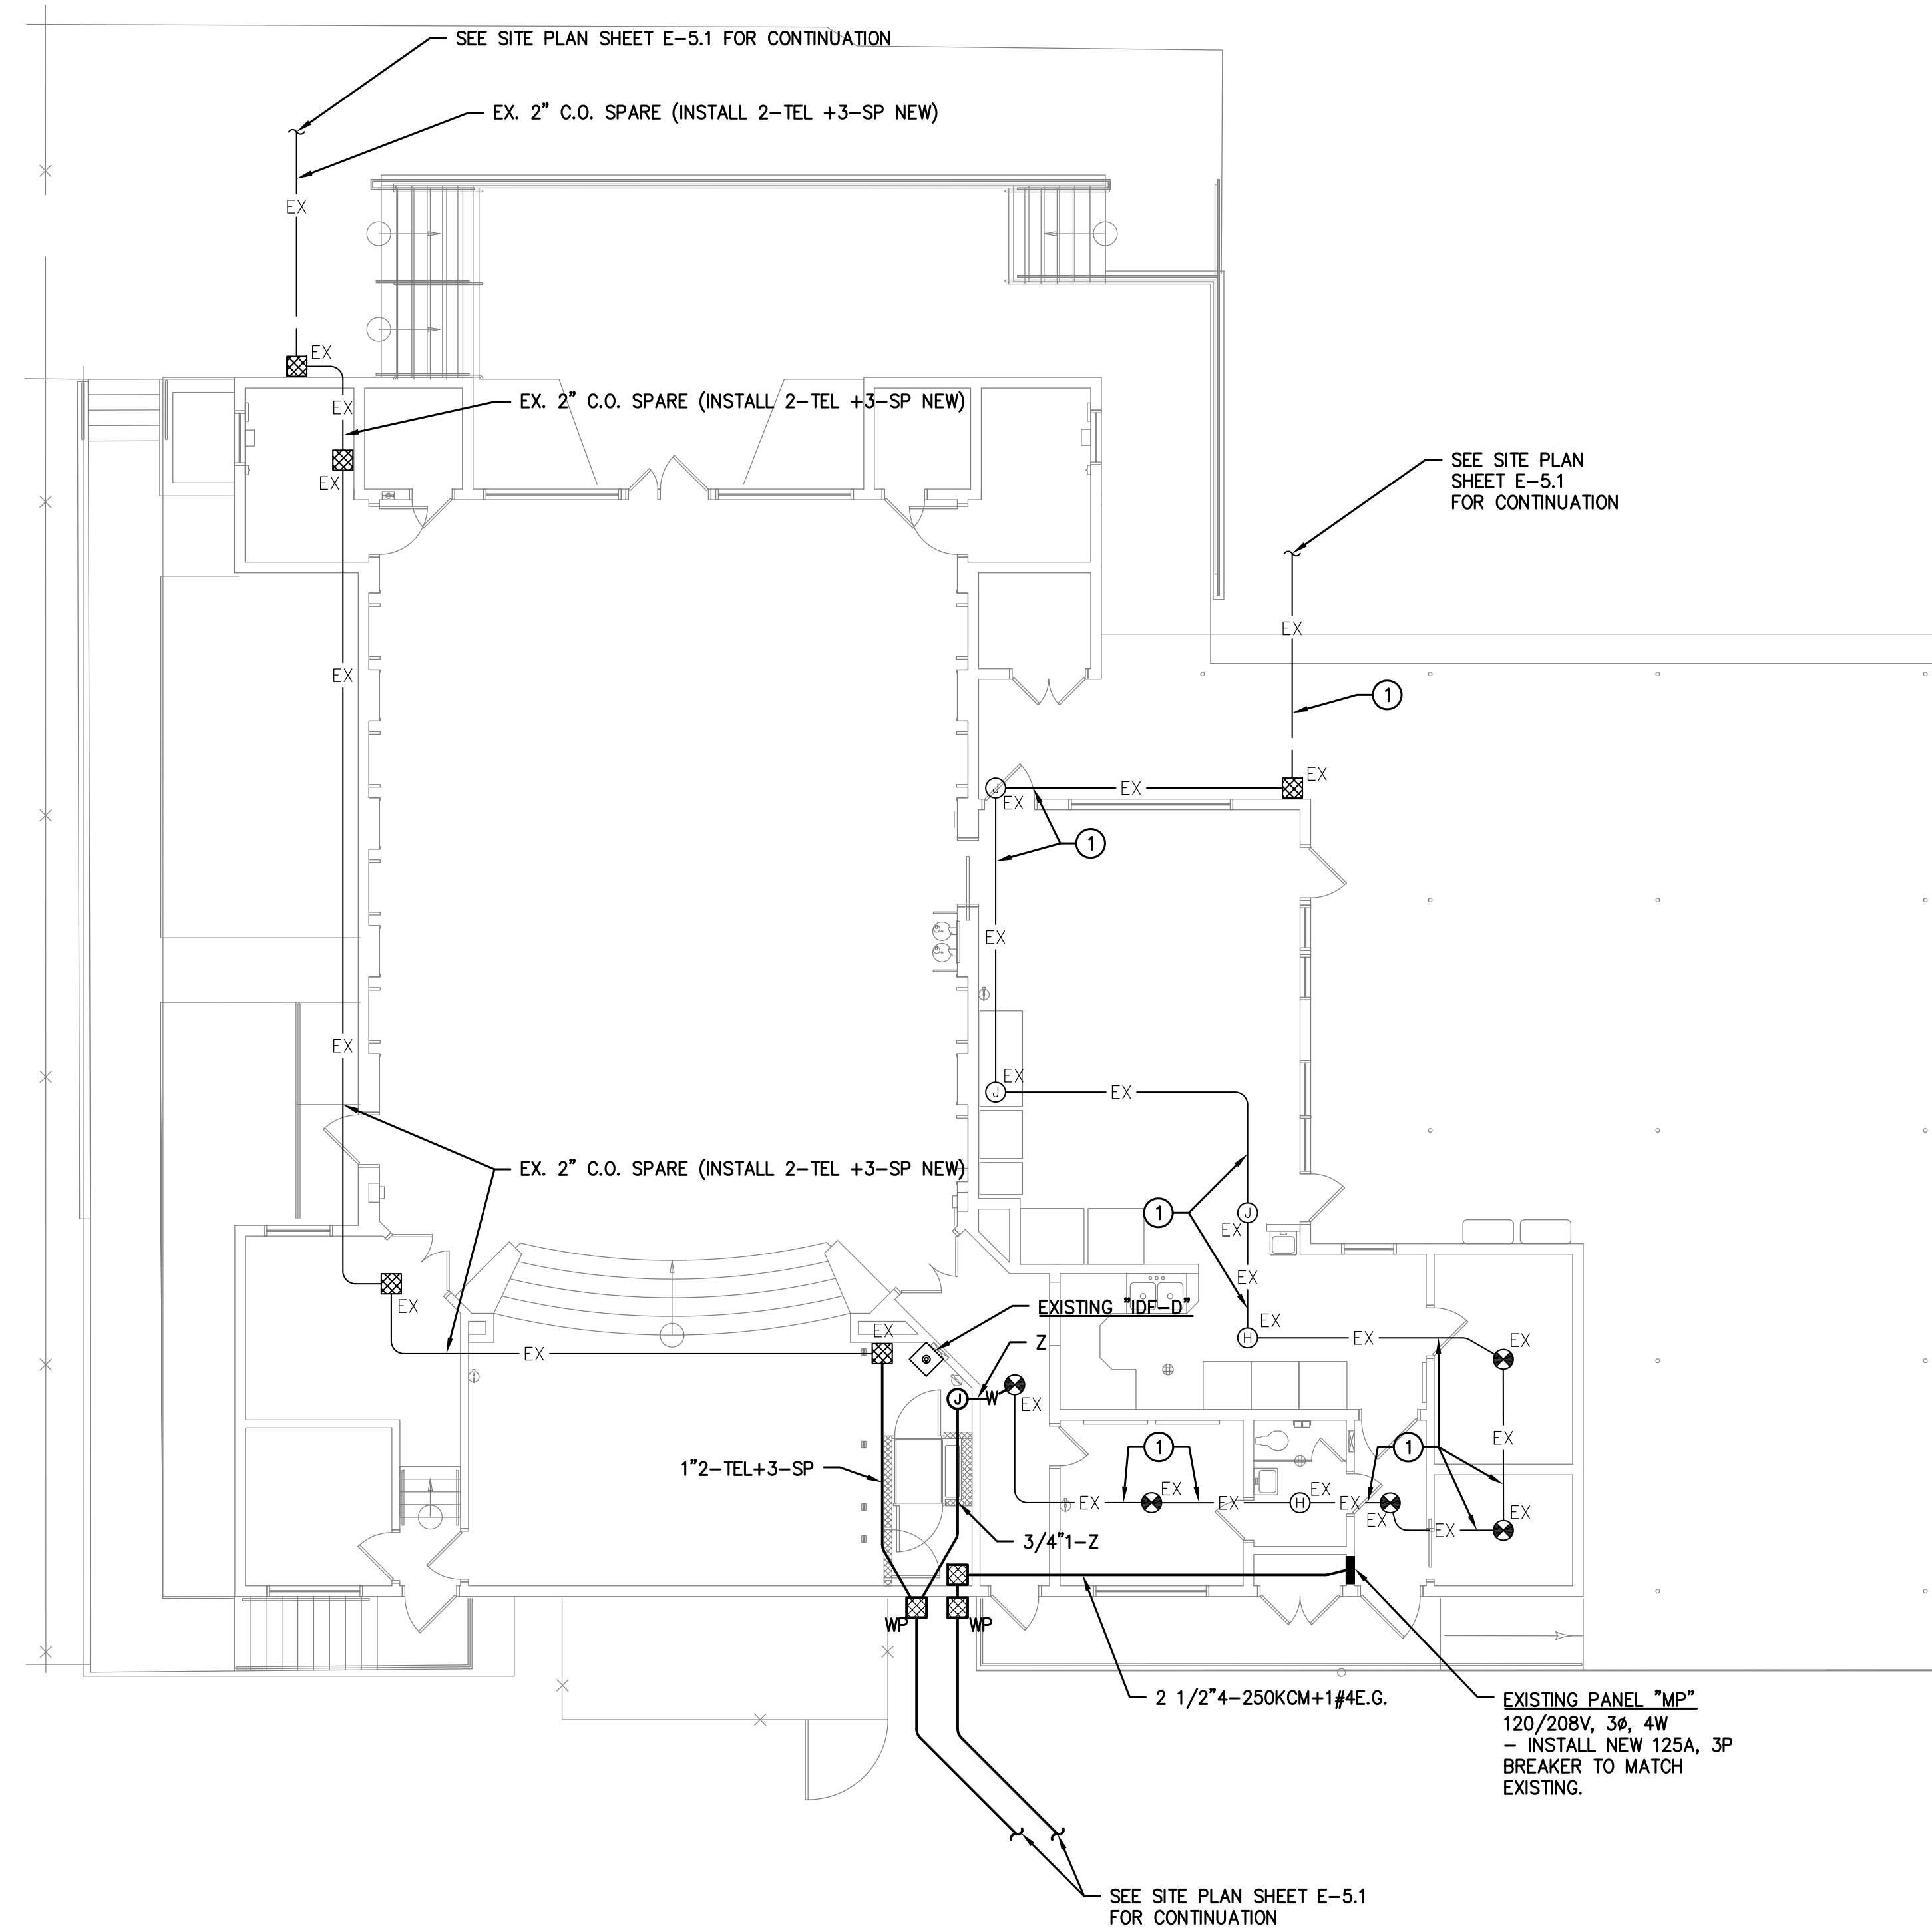 SEE SITE PLAN SHEET E-5.1 FOR CONTINUATION
EX. 2" C.O. SPARE (INSTALL 2-TEL +3-SP NEW)
EX
EX
EX
EX. 2" C.O. SPARE (INSTALL 2-TEL +3-SP NEW)
EX
SEE SITE PLAN
SHEET E-5.1
FOR CONTINUATION
EX
EX
1
EX
J
EX
EX
1
EX
EX
EX
J
EX
EX. 2" C.O. SPARE (INSTALL 2-TEL +3-SP NEW)
1
J
EX
EX
EX
EXISTING "IDF-D"
EX
EX
H
EX
EX
EX
Z
J
W
EX
EX
1"2-TEL+3-SP
1
1
EX
EX
EX
EX
H
EX
EX
EX
EX
EX
3/4"1-Z
WP
WP
2 1/2"4-250KCM+1#4E.G.
EXISTING PANEL "MP"
120/208V, 3ø, 4W
- INSTALL NEW 125A, 3P
BREAKER TO MATCH
EXISTING.
SEE SITE PLAN SHEET E-5.1
FOR CONTINUATION